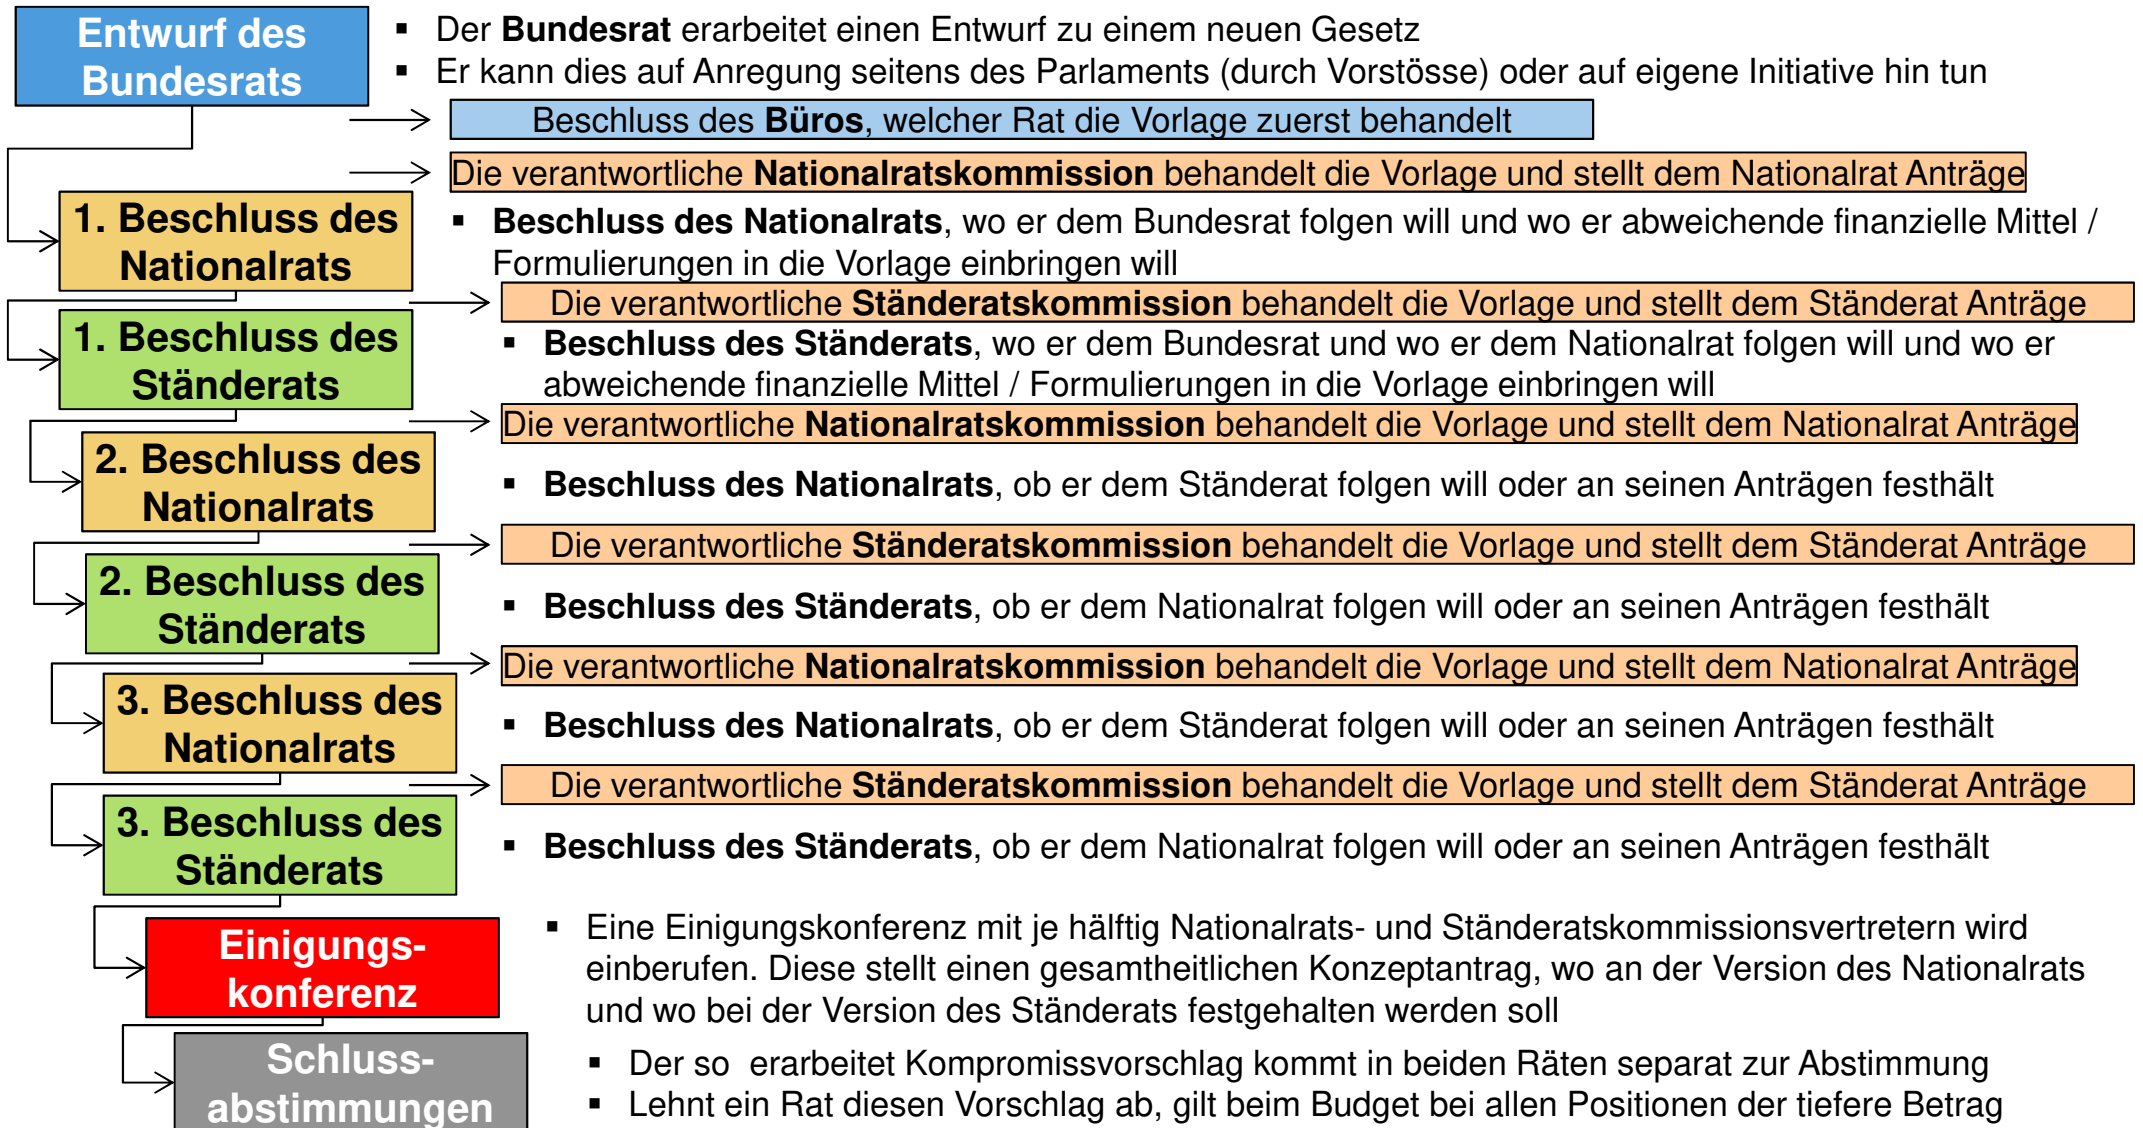 Entwurf des
Bundesrats
▪ Der Bundesrat erarbeitet einen Entwurf zu einem neuen Gesetz
▪ Er kann dies auf Anregung seitens des Parlaments (durch Vorstösse) oder auf eigene Initiative hin tun
Beschluss des Büros, welcher Rat die Vorlage zuerst behandelt
Die verantwortliche Nationalratskommission behandelt die Vorlage und stellt dem Nationalrat Anträge
1. Beschluss des
Nationalrats
▪ Beschluss des Nationalrats, wo er dem Bundesrat folgen will und wo er abweichende finanzielle Mittel /
Formulierungen in die Vorlage einbringen will
Die verantwortliche Ständeratskommission behandelt die Vorlage und stellt dem Ständerat Anträge
1. Beschluss des
Ständerats
▪ Beschluss des Ständerats, wo er dem Bundesrat und wo er dem Nationalrat folgen will und wo er
abweichende finanzielle Mittel / Formulierungen in die Vorlage einbringen will
Die verantwortliche Nationalratskommission behandelt die Vorlage und stellt dem Nationalrat Anträge
2. Beschluss des
Nationalrats
▪ Beschluss des Nationalrats, ob er dem Ständerat folgen will oder an seinen Anträgen festhält
Die verantwortliche Ständeratskommission behandelt die Vorlage und stellt dem Ständerat Anträge
2. Beschluss des
Ständerats
▪ Beschluss des Ständerats, ob er dem Nationalrat folgen will oder an seinen Anträgen festhält
Die verantwortliche Nationalratskommission behandelt die Vorlage und stellt dem Nationalrat Anträge
3. Beschluss des
Nationalrats
▪ Beschluss des Nationalrats, ob er dem Ständerat folgen will oder an seinen Anträgen festhält
Die verantwortliche Ständeratskommission behandelt die Vorlage und stellt dem Ständerat Anträge
3. Beschluss des
Ständerats
▪ Beschluss des Ständerats, ob er dem Nationalrat folgen will oder an seinen Anträgen festhält
Einigungs-
konferenz
▪ Eine Einigungskonferenz mit je hälftig Nationalrats- und Ständeratskommissionsvertretern wird
einberufen. Diese stellt einen gesamtheitlichen Konzeptantrag, wo an der Version des Nationalrats
und wo bei der Version des Ständerats festgehalten werden soll
Schluss-
abstimmungen
▪ Der so erarbeitet Kompromissvorschlag kommt in beiden Räten separat zur Abstimmung
▪ Lehnt ein Rat diesen Vorschlag ab, gilt beim Budget bei allen Positionen der tiefere Betrag